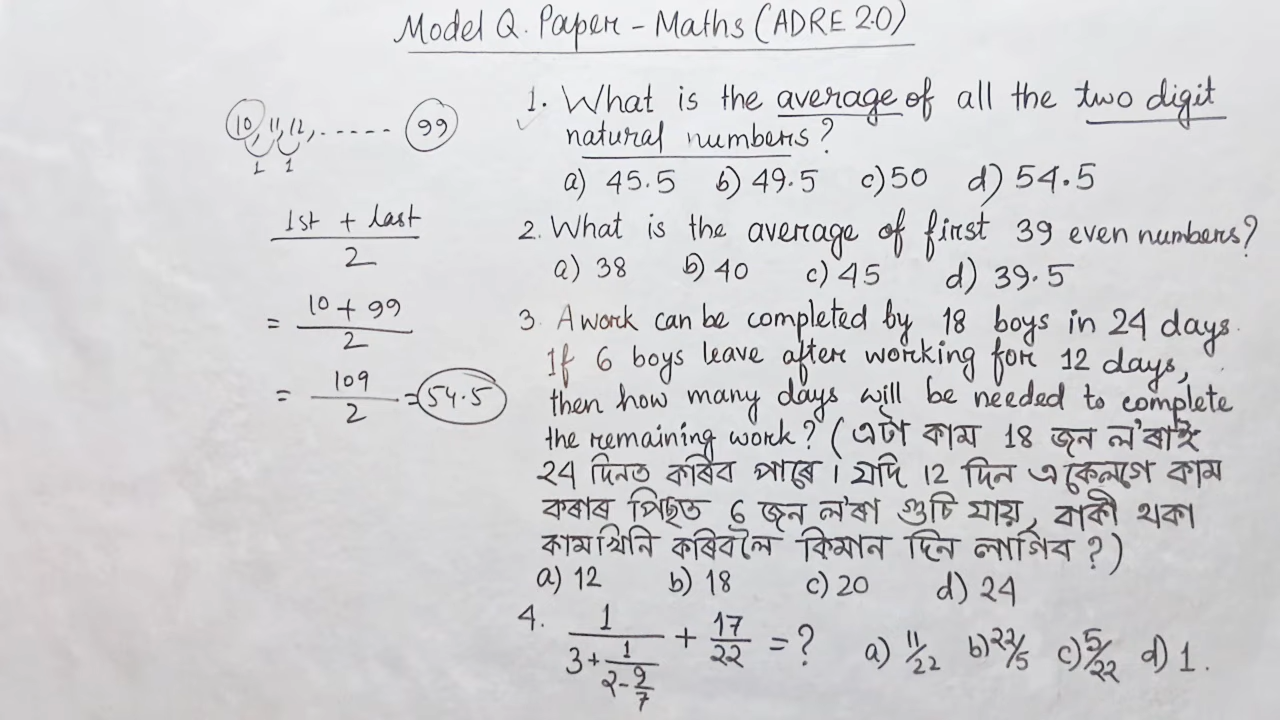 Model Q. Paper - Maths (ADRE 2.0)
10, 11, 12, ------ 99
1 1
1st + last
2
= 10 + 99
2
= 109 / 2 = 54.5
1. What is the average of all the two digit
natural numbers?
a) 45.5 b) 49.5 c) 50 d) 54.5
2. What is the average of first 39 even numbers?
a) 38 b) 40 c) 45 d) 39.5
3. A work can be completed by 18 boys in 24 days.
If 6 boys leave after working for 12 days,
then how many days will be needed to complete
the remaining work? (এটা কাম 18 জন ল'ৰাই
24 দিনত কৰিব পাৰে। যদি 12 দিন একেলগে কাম
কৰাৰ পিছত 6 জন ল'ৰা গুচি যায়, বাকী থকা
কামখিনি কৰিবলৈ কিমান দিন লাগিব?)
a) 12 b) 18 c) 20 d) 24
4. 1 / (3 + 1 / (2 - 2/7)) + 17/22 = ? a) 11/22 b) 22/5 c) 5/22 d) 1.